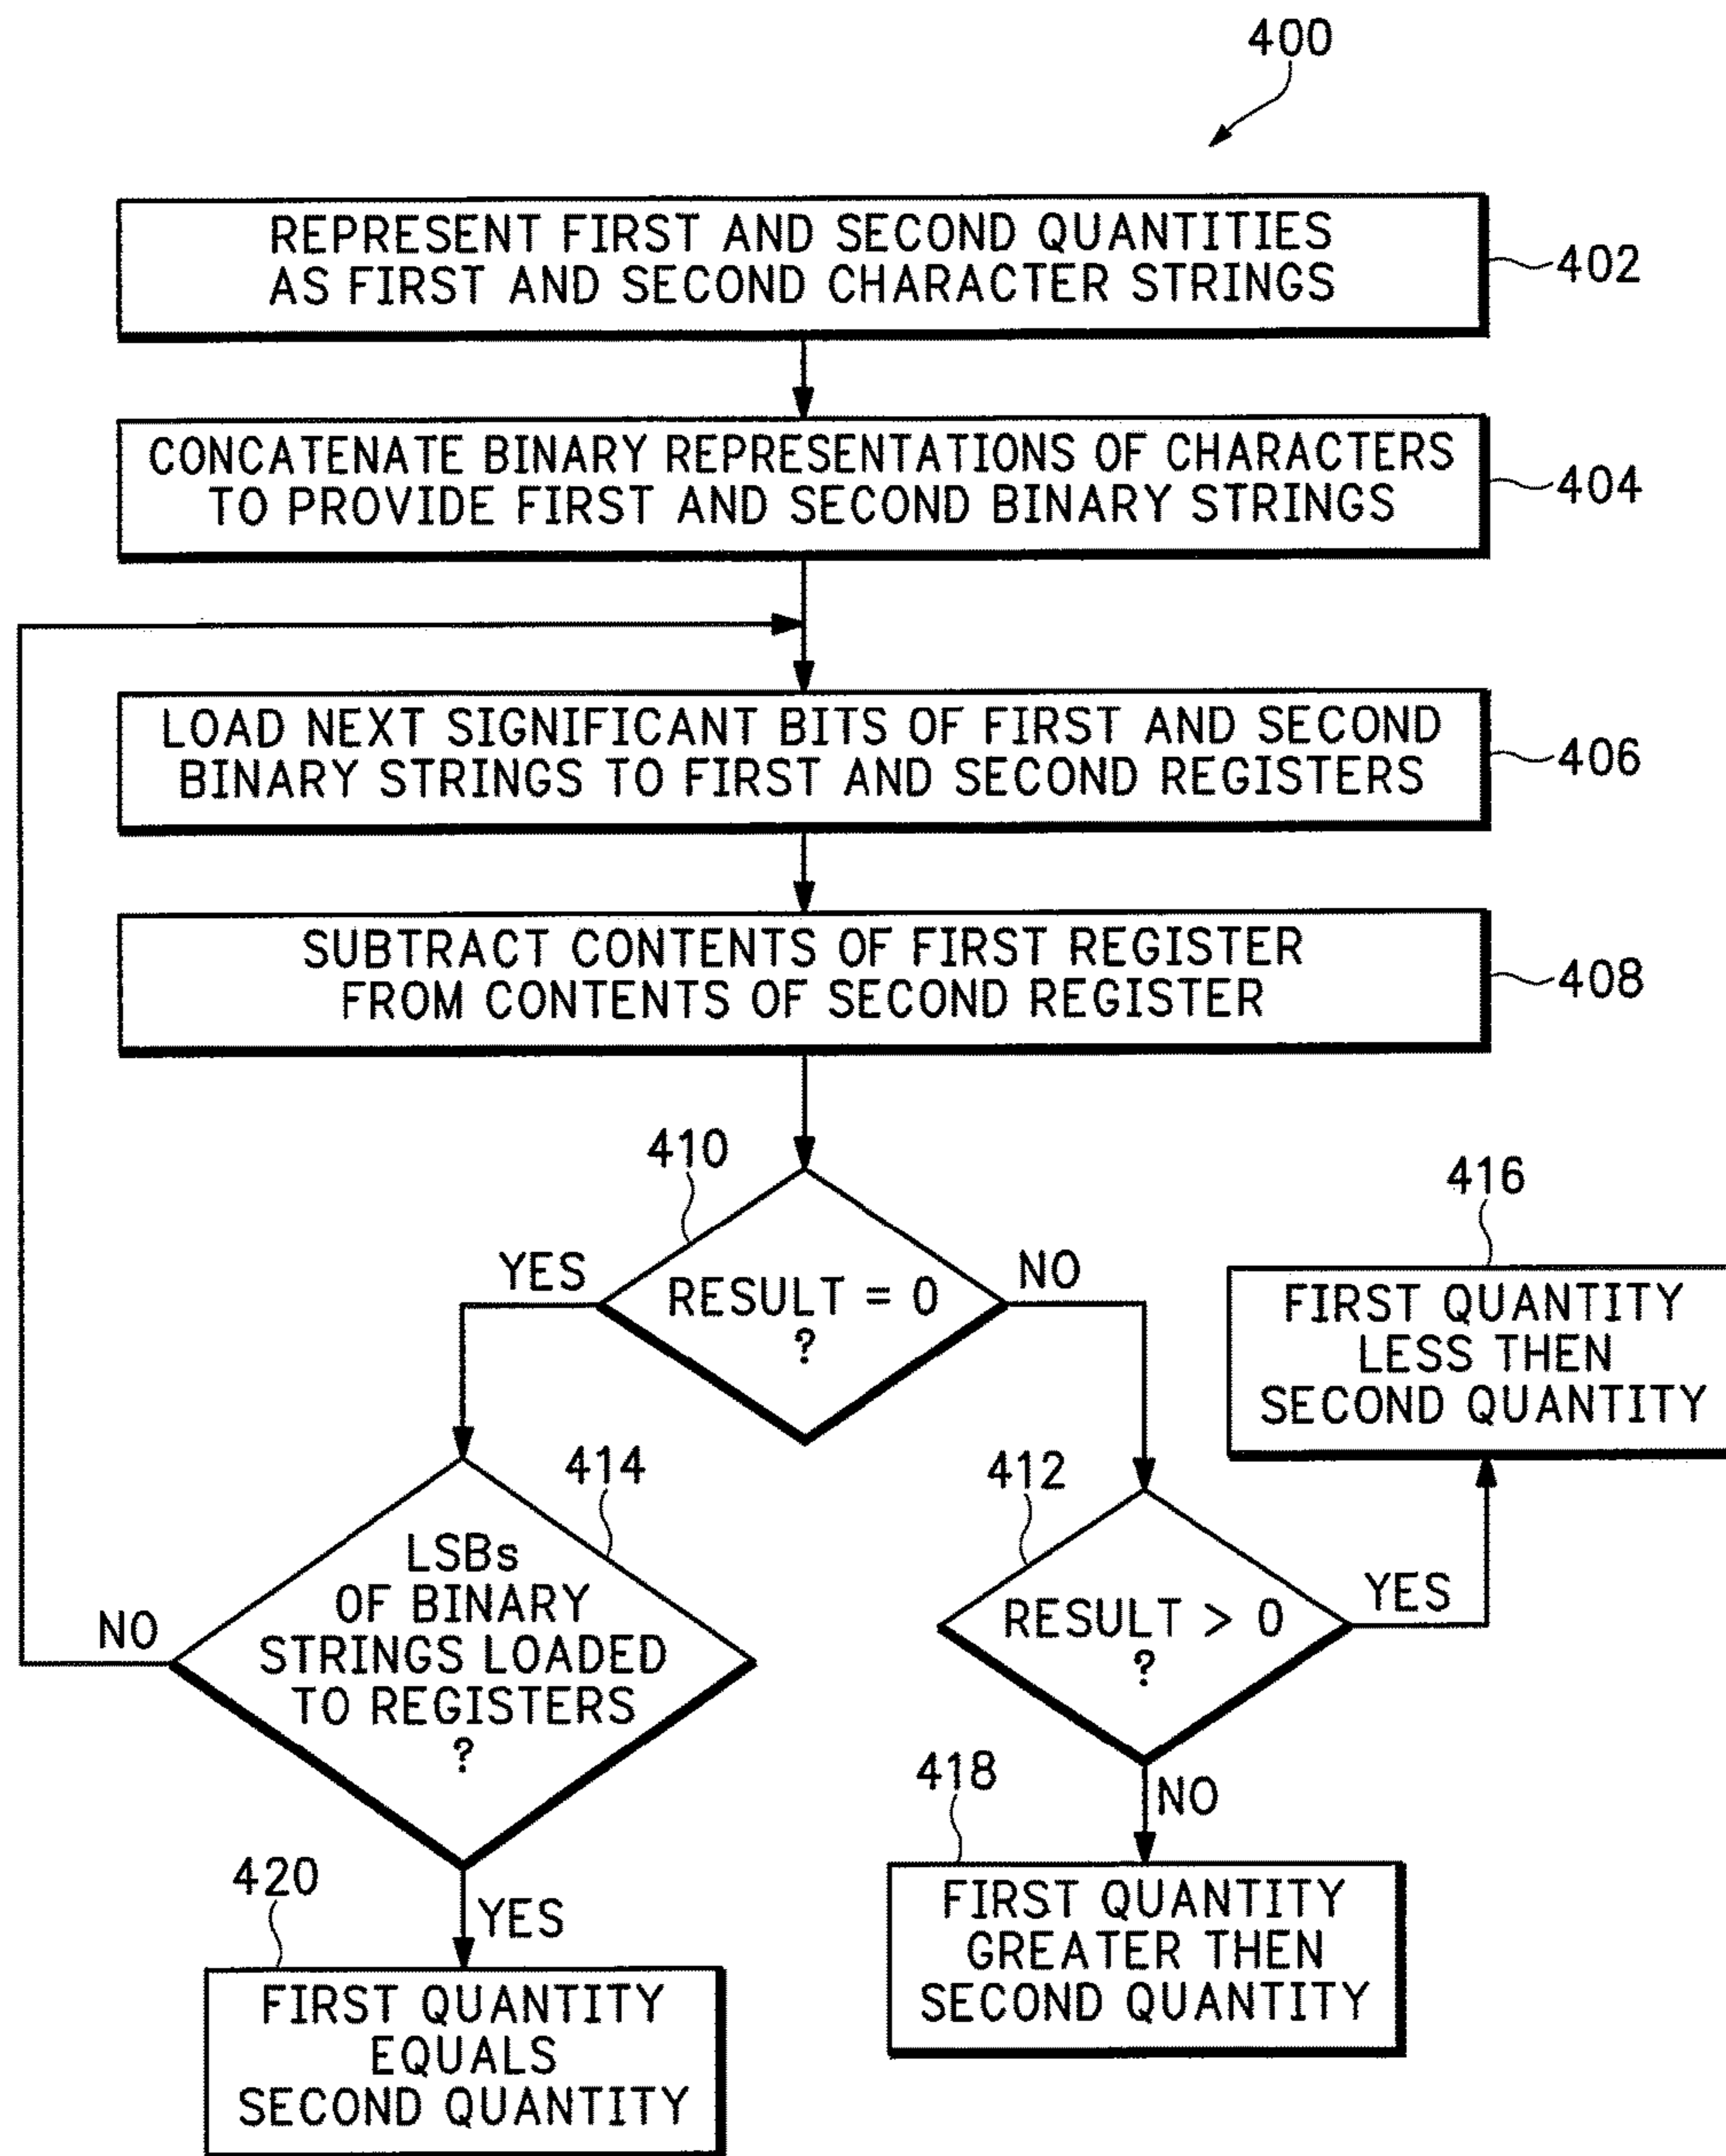 400
REPRESENT FIRST AND SECOND QUANTITIES
AS FIRST AND SECOND CHARACTER STRINGS
402
CONCATENATE BINARY REPRESENTATIONS OF CHARACTERS
TO PROVIDE FIRST AND SECOND BINARY STRINGS
404
LOAD NEXT SIGNIFICANT BITS OF FIRST AND SECOND
BINARY STRINGS TO FIRST AND SECOND REGISTERS
406
SUBTRACT CONTENTS OF FIRST REGISTER
FROM CONTENTS OF SECOND REGISTER
408
410
YES
RESULT = 0
?
NO
416
FIRST QUANTITY
LESS THEN
SECOND QUANTITY
414
LSBs
OF BINARY
STRINGS LOADED
TO REGISTERS
?
NO
412
RESULT > 0
?
YES
NO
418
FIRST QUANTITY
GREATER THEN
SECOND QUANTITY
YES
420
FIRST QUANTITY
EQUALS
SECOND QUANTITY